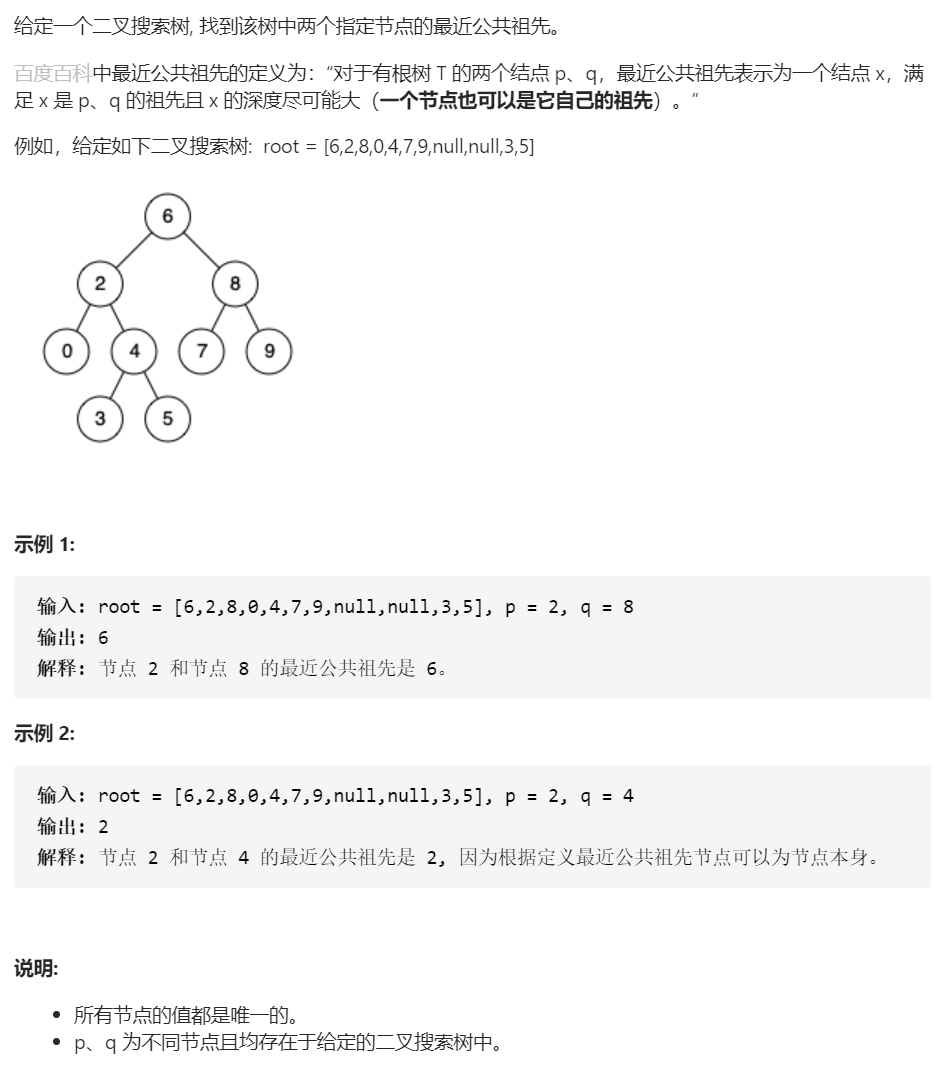 给定一个二叉搜索树, 找到该树中两个指定节点的最近公共祖先。
百度百科中最近公共祖先的定义为：“对于有根树 T 的两个结点 p、q，最近公共祖先表示为一个结点 x，满
足 x 是 p、q 的祖先且 x 的深度尽可能大（一个节点也可以是它自己的祖先）。”
例如，给定如下二叉搜索树: root = [6,2,8,0,4,7,9,null,null,3,5]
6
2 8
0 4 7 9
3 5
示例 1:
输入: root = [6,2,8,0,4,7,9,null,null,3,5], p = 2, q = 8
输出: 6
解释: 节点 2 和节点 8 的最近公共祖先是 6。
示例 2:
输入: root = [6,2,8,0,4,7,9,null,null,3,5], p = 2, q = 4
输出: 2
解释: 节点 2 和节点 4 的最近公共祖先是 2, 因为根据定义最近公共祖先节点可以为节点本身。
说明:
• 所有节点的值都是唯一的。
• p、q 为不同节点且均存在于给定的二叉搜索树中。